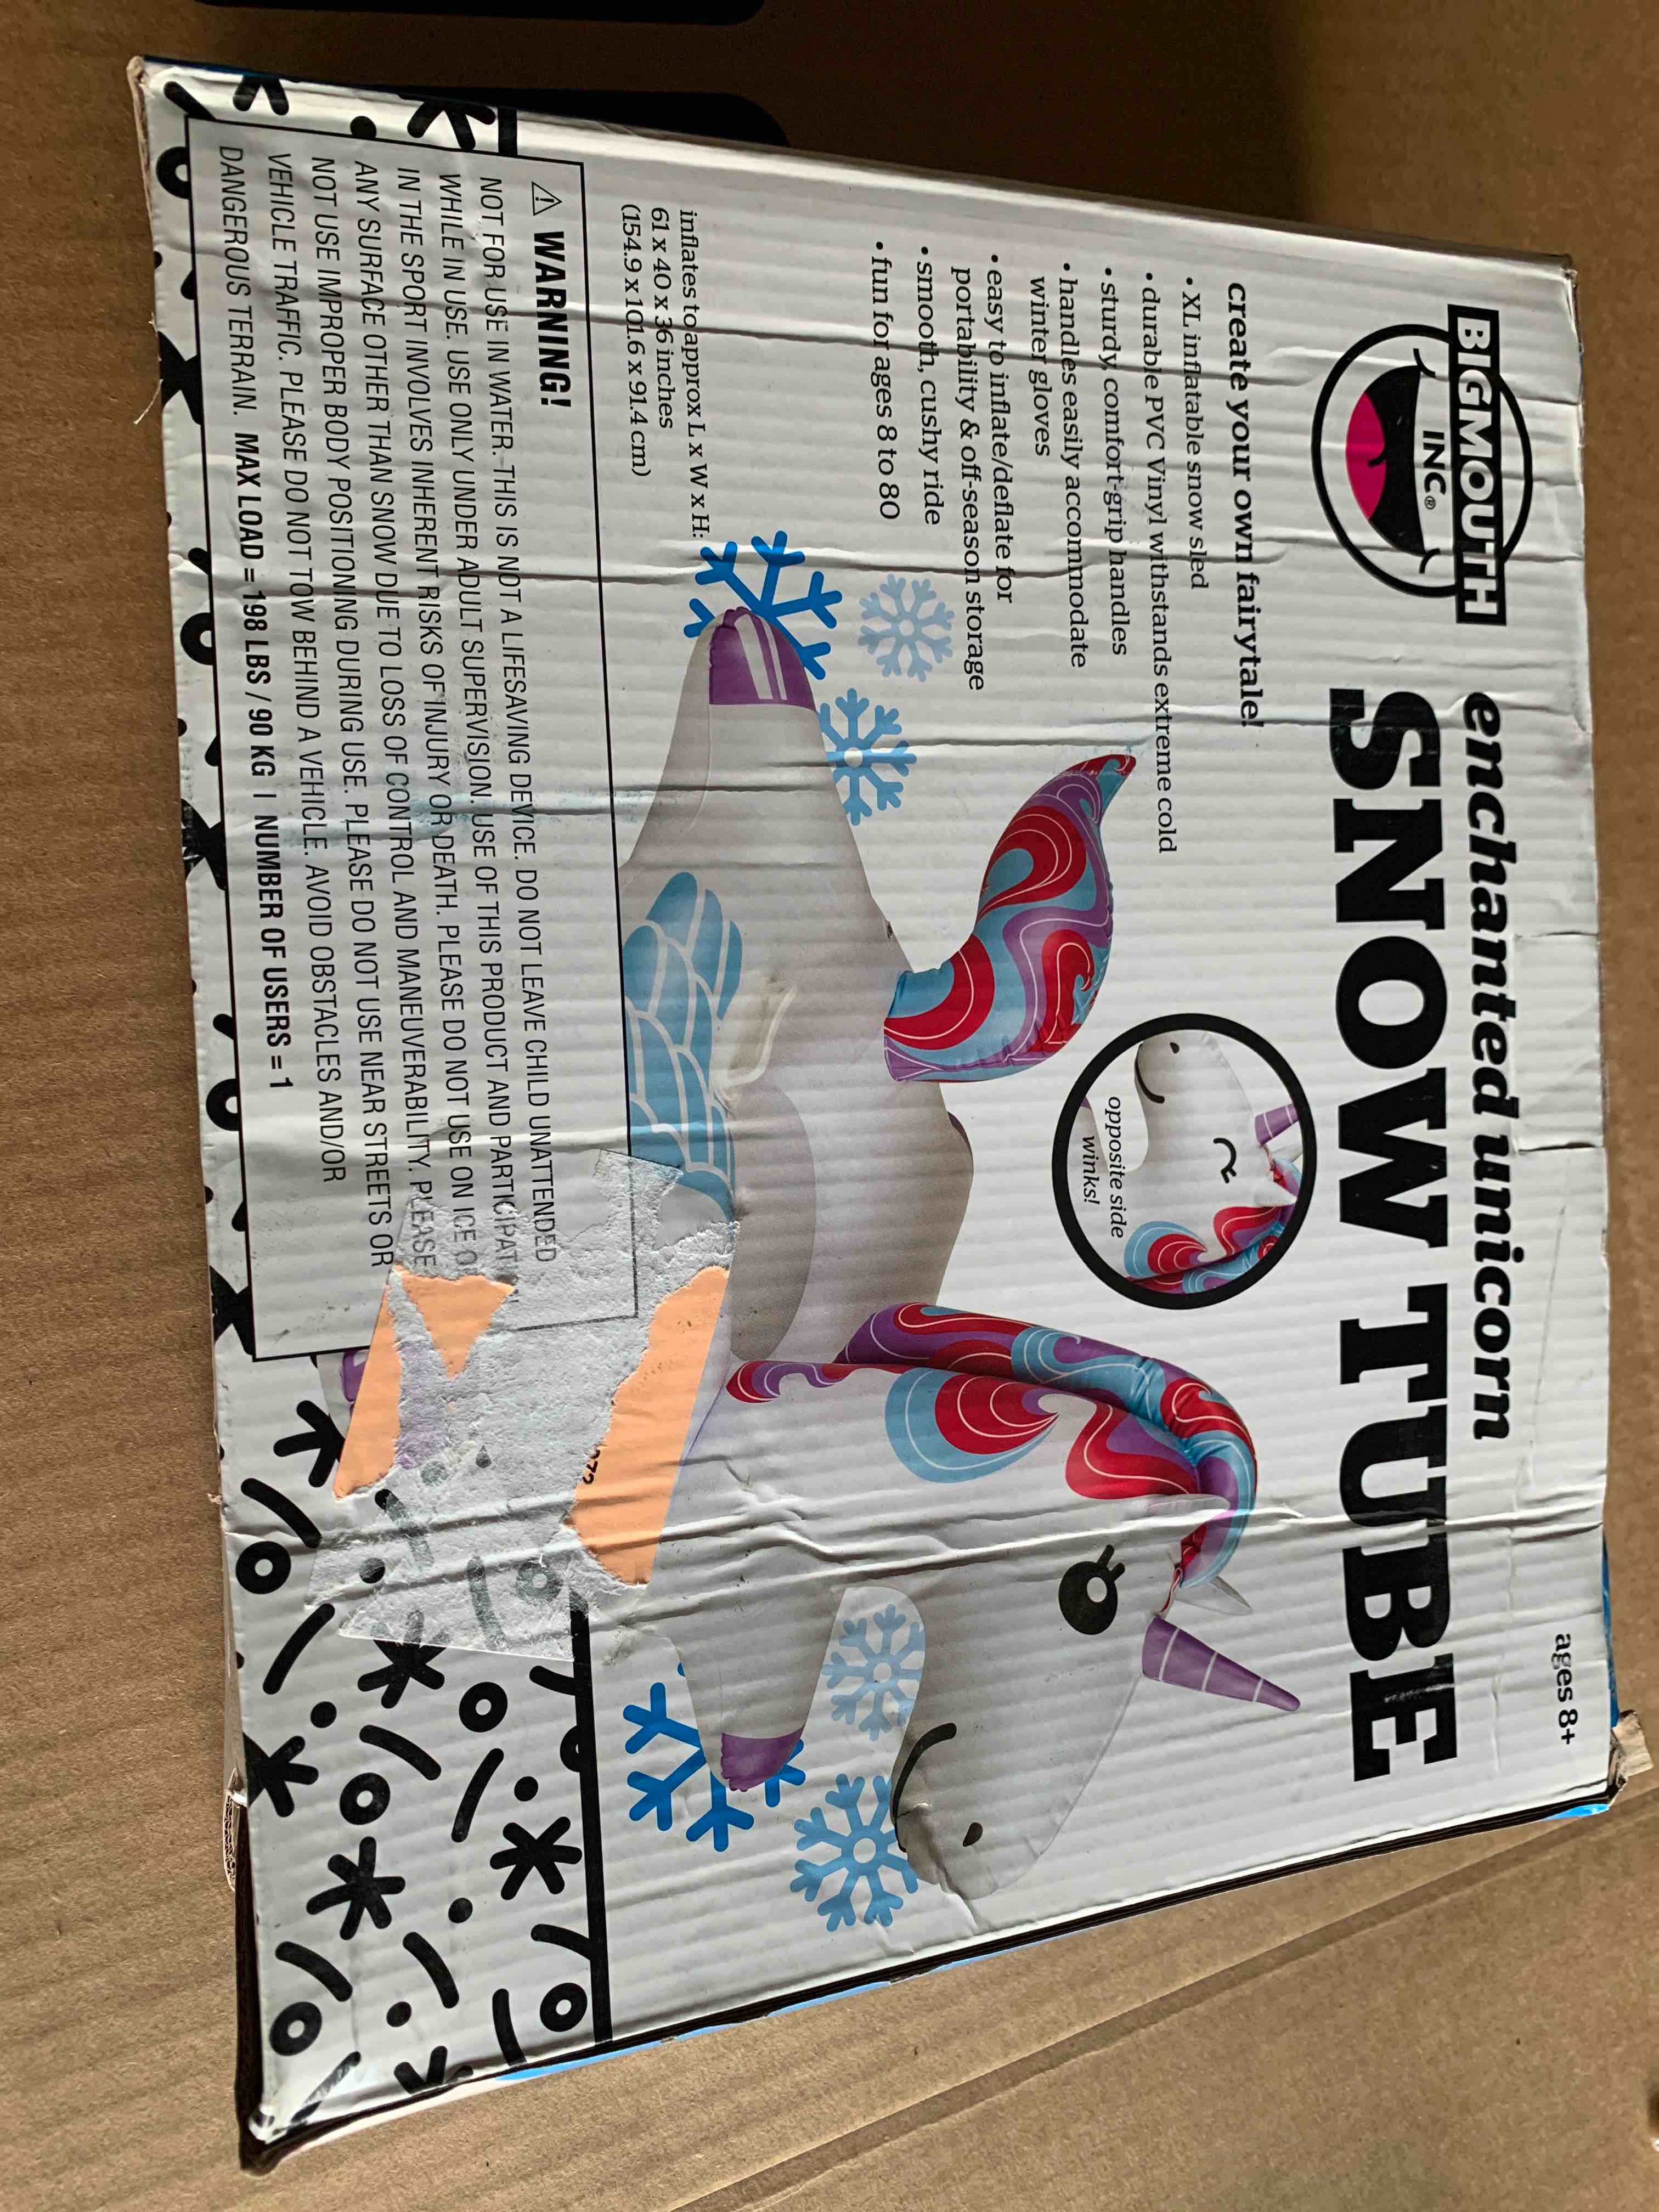 BIGMOUTH
INC®
enchanted unicorn
SNOW TUBE
ages 8+
create your own fairytale!
• XL inflatable snow sled
• durable PVC Vinyl withstands extreme cold
• sturdy, comfort-grip handles
• handles easily accommodate
winter gloves
• easy to inflate/deflate for
portability & off-season storage
• smooth, cushy ride
• fun for ages 8 to 80
opposite side
winks!
inflates to approx L x W x H:
61 x 40 x 36 inches
(154.9 x 101.6 x 91.4 cm)
⚠ WARNING!
NOT FOR USE IN WATER. THIS IS NOT A LIFESAVING DEVICE. DO NOT LEAVE CHILD UNATTENDED
WHILE IN USE. USE ONLY UNDER ADULT SUPERVISION. USE OF THIS PRODUCT AND PARTICIPATI
IN THE SPORT INVOLVES INHERENT RISKS OF INJURY OR DEATH. PLEASE DO NOT USE ON ICE O
ANY SURFACE OTHER THAN SNOW DUE TO LOSS OF CONTROL AND MANEUVERABILITY. PLEASE
NOT USE IMPROPER BODY POSITIONING DURING USE. PLEASE DO NOT USE NEAR STREETS OR
VEHICLE TRAFFIC. PLEASE DO NOT TOW BEHIND A VEHICLE. AVOID OBSTACLES AND/OR
DANGEROUS TERRAIN. MAX LOAD = 198 LBS / 90 KG | NUMBER OF USERS = 1